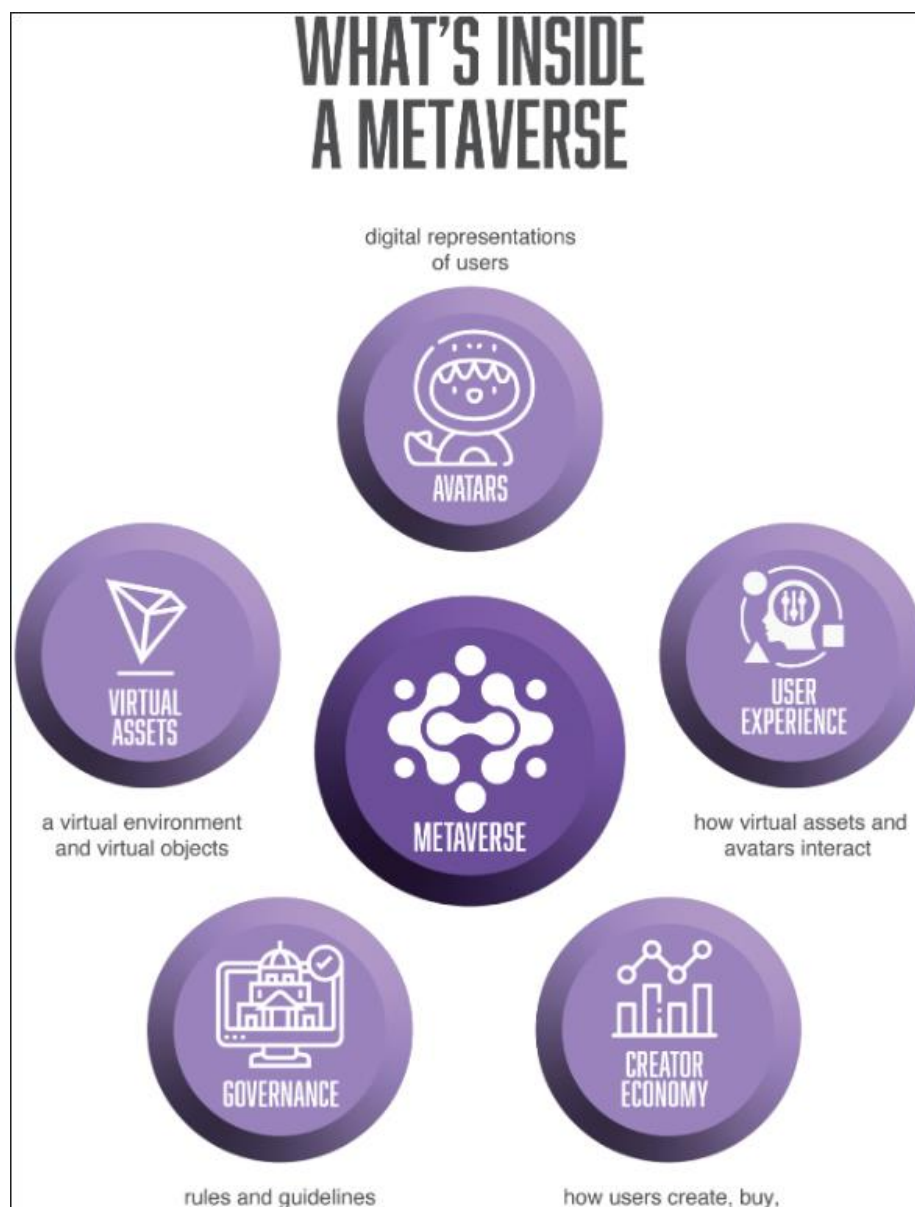 WHAT'S INSIDE
A METAVERSE
digital representations
of users
AVATARS
VIRTUAL
ASSETS
a virtual environment
and virtual objects
METAVERSE
USER
EXPERIENCE
how virtual assets and
avatars interact
GOVERNANCE
rules and guidelines
CREATOR
ECONOMY
how users create, buy,